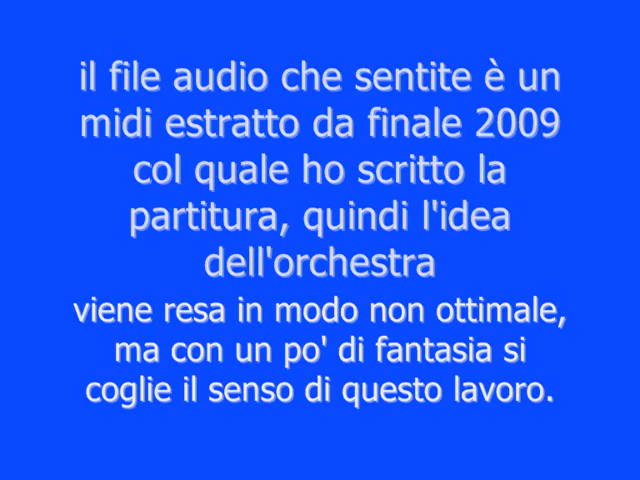 il file audio che sentite è un
midi estratto da finale 2009
col quale ho scritto la
partitura, quindi l'idea
dell'orchestra
viene resa in modo non ottimale,
ma con un po' di fantasia si
coglie il senso di questo lavoro.